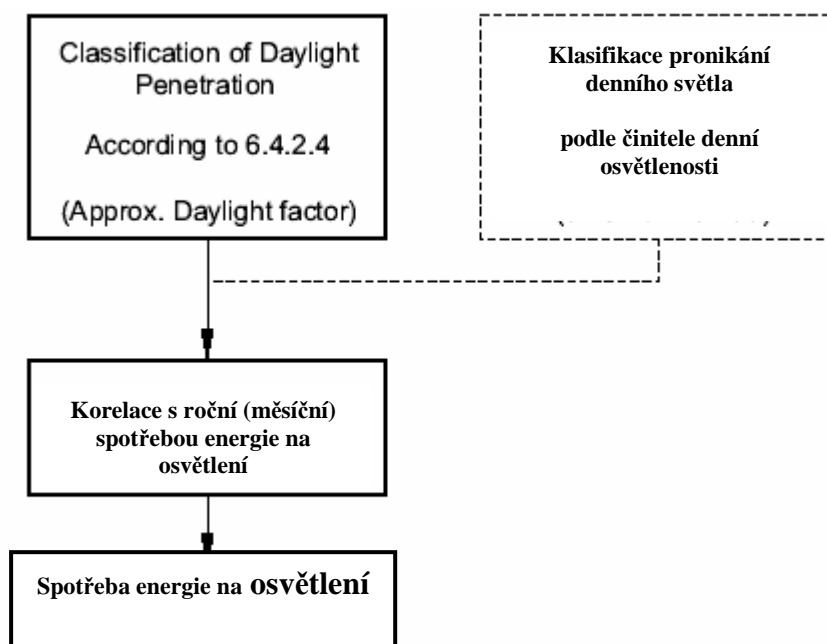 Classification of Daylight
Penetration
According to 6.4.2.4
(Approx. Daylight factor)
Klasifikace pronikání
denního světla
podle činitele denní
osvětlenosti
Korelace s roční (měsíční)
spotřebou energie na
osvětlení
Spotřeba energie na osvětlení